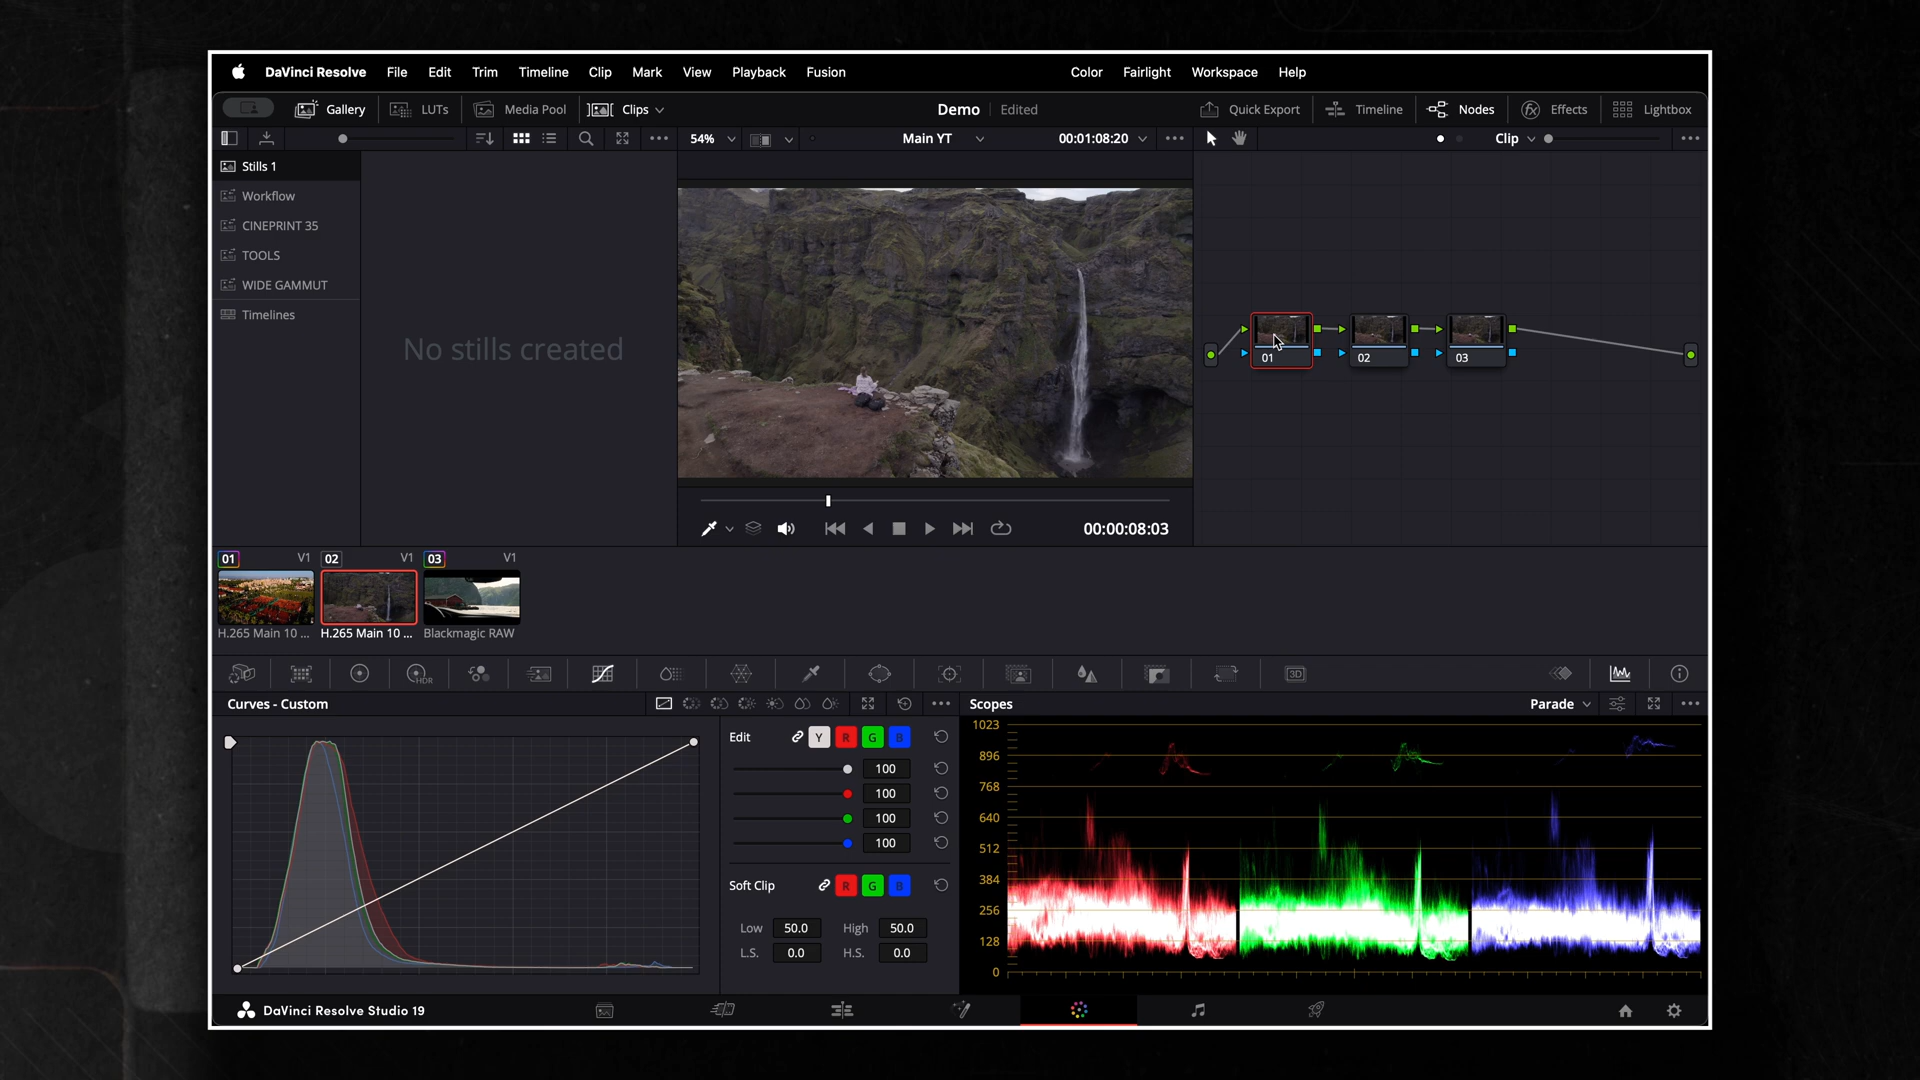 DaVinci Resolve File Edit Trim Timeline Clip Mark View Playback Fusion Color Fairlight Workspace Help
Gallery LUTs Media Pool Clips Demo Edited Quick Export Timeline Nodes Effects Lightbox
54% Main YT 00:01:08:20 Clip
Stills 1
Workflow
CINEPRINT 35
TOOLS
WIDE GAMMUT
Timelines
No stills created
01 02 03
00:00:08:03
01 V1 02 V1 03 V1
H.265 Main 10 ... H.265 Main 10 ... Blackmagic RAW
HDR
3D
Curves - Custom
Edit Y R G B
100
100
100
100
Soft Clip R G B
Low 50.0 High 50.0
L.S. 0.0 H.S. 0.0
Scopes Parade
1023
896
768
640
512
384
256
128
0
DaVinci Resolve Studio 19